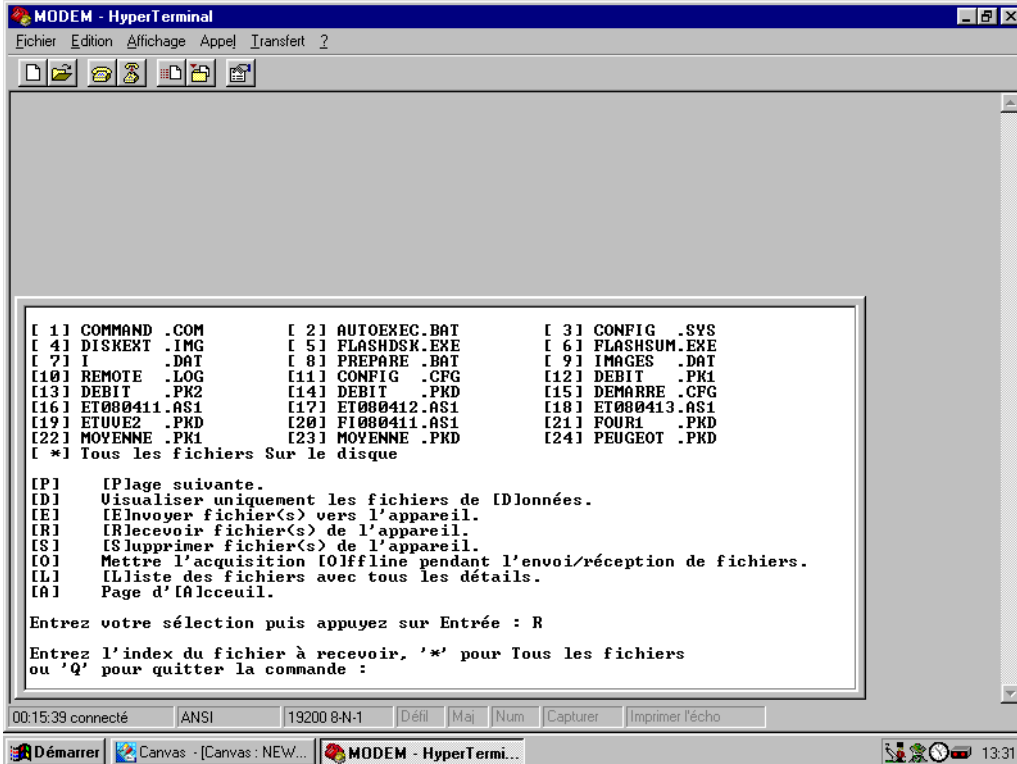 MODEM - HyperTerminal
Fichier Edition Affichage Appel Transfert ?
[ 1] COMMAND .COM [ 2] AUTOEXEC.BAT [ 3] CONFIG .SYS
[ 4] DISKEXT .IMG [ 5] FLASHDSK.EXE [ 6] FLASHSUM.EXE
[ 7] I .DAT [ 8] PREPARE .BAT [ 9] IMAGES .DAT
[10] REMOTE .LOG [11] CONFIG .CFG [12] DEBIT .PK1
[13] DEBIT .PK2 [14] DEBIT .PKD [15] DEMARRE .CFG
[16] ET080411.AS1 [17] ET080412.AS1 [18] ET080413.AS1
[19] ETUVE2 .PKD [20] FI080411.AS1 [21] FOUR1 .PKD
[22] MOYENNE .PK1 [23] MOYENNE .PKD [24] PEUGEOT .PKD
[ *] Tous les fichiers Sur le disque
[P] [P]age suivante.
[D] Visualiser uniquement les fichiers de [D]onnées.
[E] [E]nvoyer fichier(s) vers l'appareil.
[R] [R]ecevoir fichier(s) de l'appareil.
[S] [S]upprimer fichier(s) de l'appareil.
[O] Mettre l'acquisition [O]ffline pendant l'envoi/réception de fichiers.
[L] [L]iste des fichiers avec tous les détails.
[A] Page d'[A]cceuil.
Entrez votre sélection puis appuyez sur Entrée : R
Entrez l'index du fichier à recevoir, '*' pour Tous les fichiers
ou 'Q' pour quitter la commande :
00:15:39 connecté ANSI 19200 8-N-1 Défil Maj Num Capturer Imprimer l'écho
Démarrer Canvas - [Canvas : NEW... MODEM - HyperTermi... 13:31